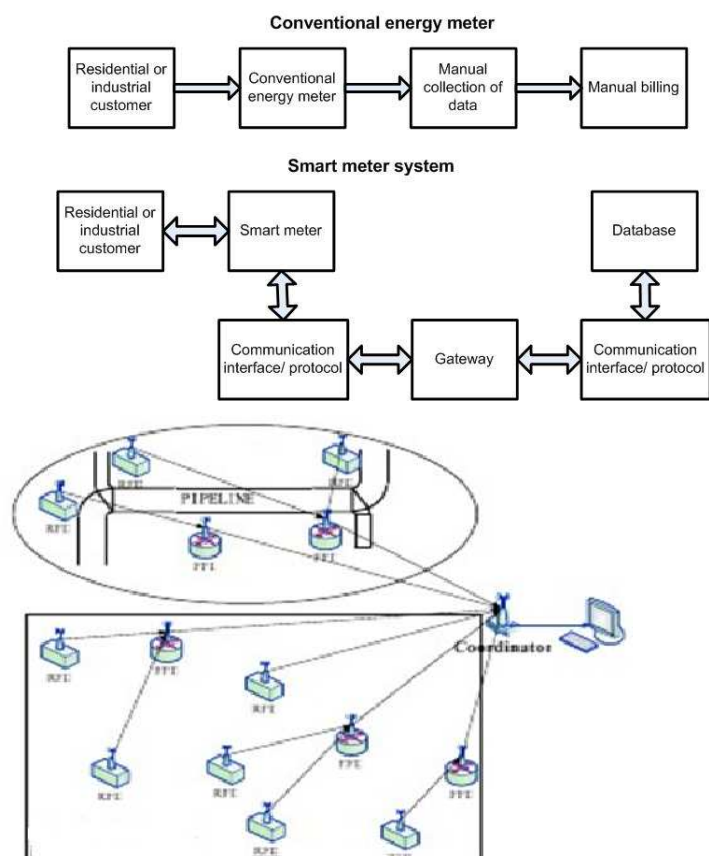 Conventional energy meter
Residential or
industrial
customer
Conventional
energy meter
Manual
collection of
data
Manual billing
Smart meter system
Residential or
industrial
customer
Smart meter
Database
Communication
interface/ protocol
Gateway
Communication
interface/ protocol
PIPELINE
Coordinator